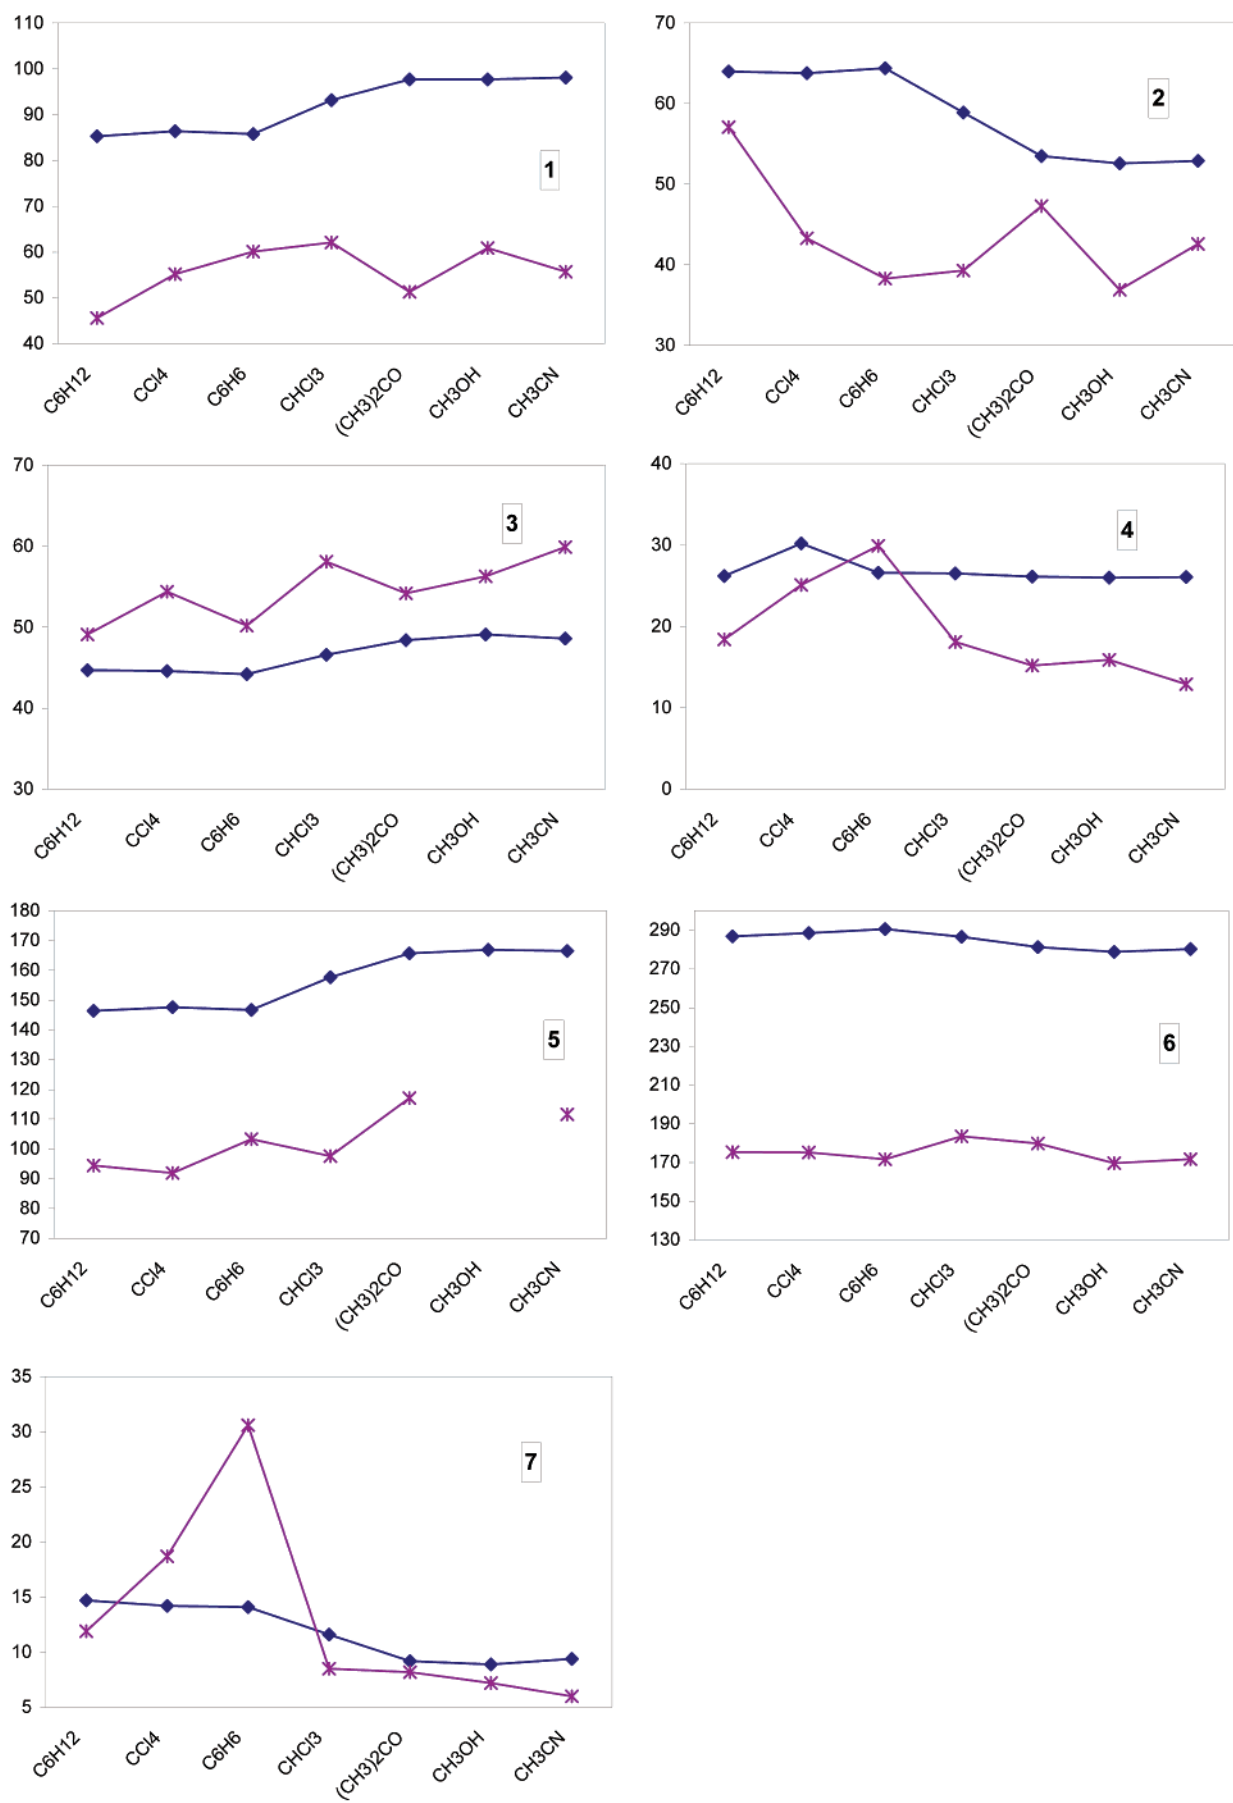 110
100
90
80
70
60
50
40
1
C6H12
CCl4
C6H6
CHCl3
(CH3)2CO
CH3OH
CH3CN
70
60
50
40
30
2
C6H12
CCl4
C6H6
CHCl3
(CH3)2CO
CH3OH
CH3CN
70
60
50
40
30
3
C6H12
CCl4
C6H6
CHCl3
(CH3)2CO
CH3OH
CH3CN
40
30
20
10
0
4
C6H12
CCl4
C6H6
CHCl3
(CH3)2CO
CH3OH
CH3CN
180
170
160
150
140
130
120
110
100
90
80
70
5
C6H12
CCl4
C6H6
CHCl3
(CH3)2CO
CH3OH
CH3CN
290
270
250
230
210
190
170
150
130
6
C6H12
CCl4
C6H6
CHCl3
(CH3)2CO
CH3OH
CH3CN
35
30
25
20
15
10
5
7
C6H12
CCl4
C6H6
CHCl3
(CH3)2CO
CH3OH
CH3CN